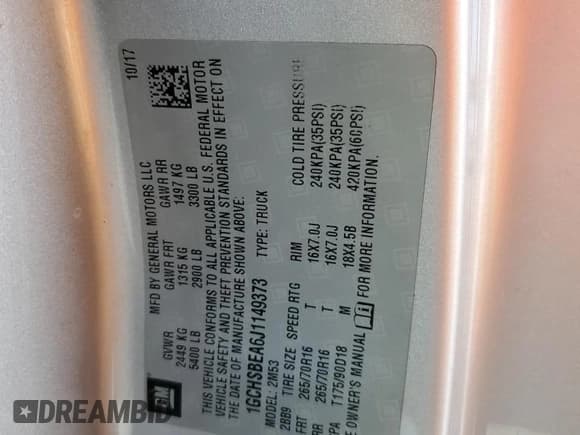 10/17
MFD BY GENERAL MOTORS LLC
GVWR GAWR FRT GAWR RR
2449 KG 1315 KG 1497 KG
5400 LB 2900 LB 3300 LB
THIS VEHICLE CONFORMS TO ALL APPLICABLE U.S. FEDERAL MOTOR
VEHICLE SAFETY AND THEFT PREVENTION STANDARDS IN EFFECT ON
THE DATE OF MANUFACTURE SHOWN ABOVE.
1GCHSBEA6J1149373 TYPE: TRUCK
MODEL: 2M53
2BB9 TIRE SIZE SPEED RTG RIM COLD TIRE PRESSURE
FRT 265/70R16 T 16X7.0J 240KPA(35PSI)
RR 265/70R16 T 16X7.0J 240KPA(35PSI)
SPA T175/90D18 M 18X4.5B 420KPA(60PSI)
OWNER'S MANUAL FOR MORE INFORMATION.
GM
DREAMBID